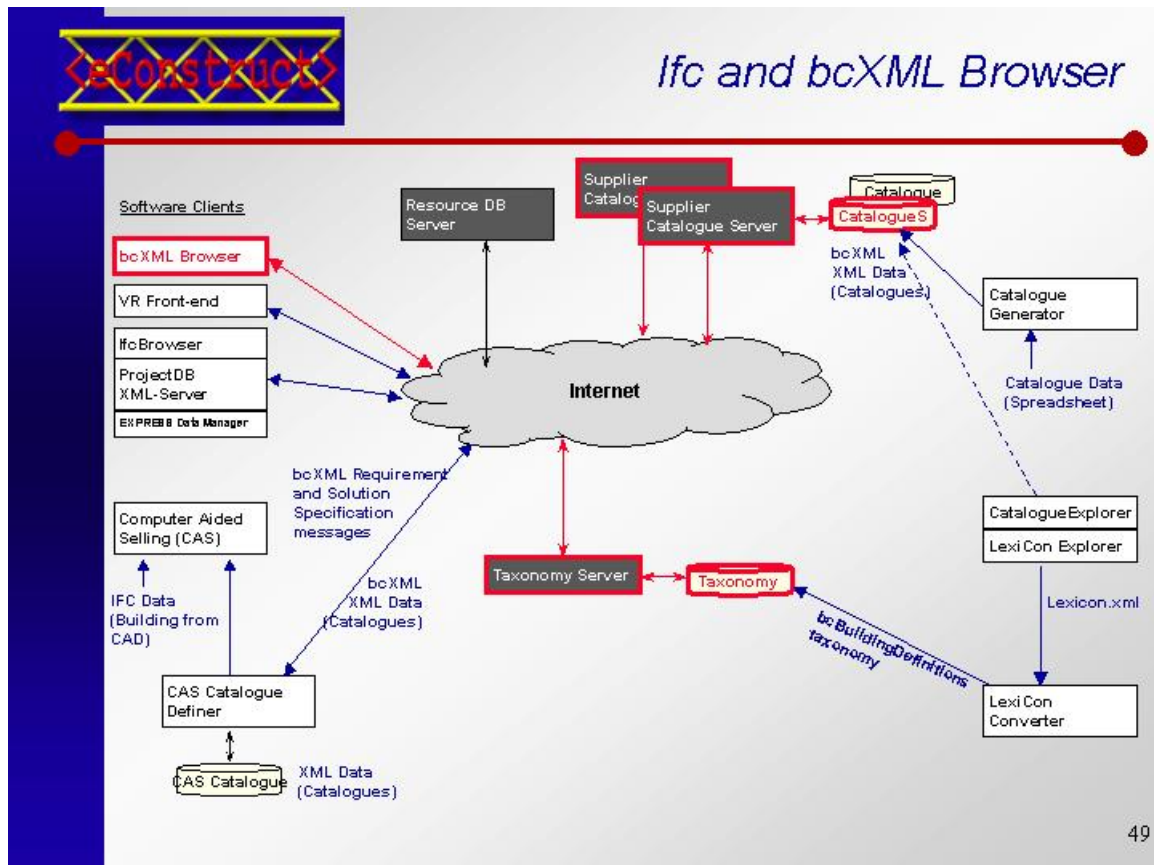 <eConstruct>
Ifc and bcXML Browser
Software Clients
bcXML Browser
VR Front-end
IfcBrowser
ProjectDB
XML-Server
EXPRESS Data Manager
Resource DB
Server
Supplier
Catalog
Supplier
Catalogue Server
Catalogue
CatalogueS
bcXML
XML Data
(Catalogues)
Catalogue
Generator
Catalogue Data
(Spreadsheet)
Internet
bcXML Requirement
and Solution
Specification
messages
Computer Aided
Selling (CAS)
IFC Data
(Building from
CAD)
bcXML
XML Data
(Catalogues)
Taxonomy Server
Taxonomy
CatalogueExplorer
LexiCon Explorer
Lexicon.xml
bcBuildingDefinitions
taxonomy
LexiCon
Converter
CAS Catalogue
Definer
CAS Catalogue
XML Data
(Catalogues)
49